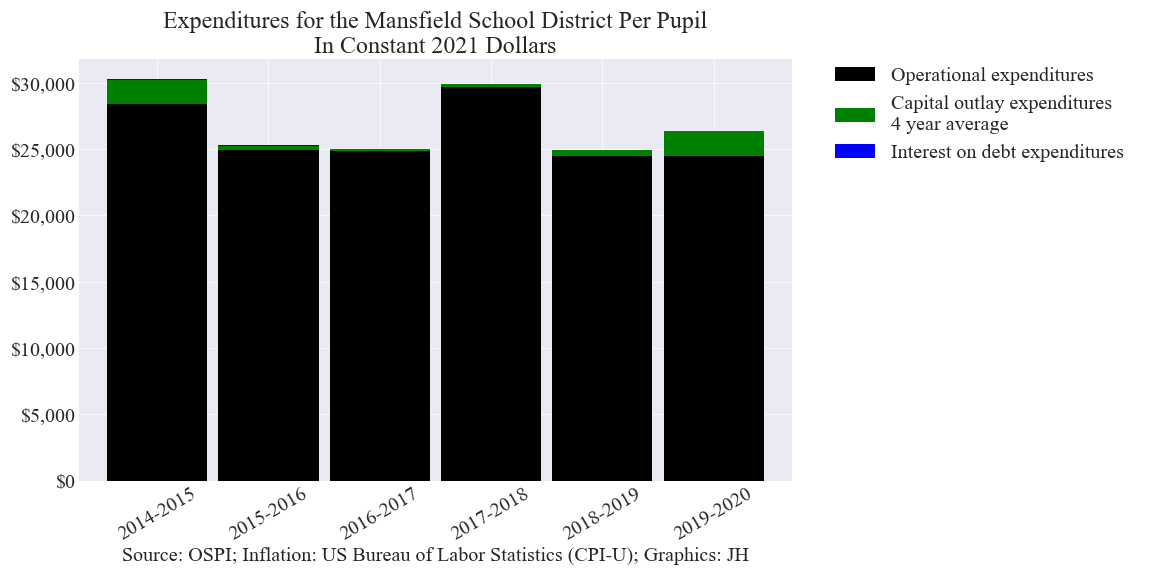 Expenditures for the Mansfield School District Per Pupil
In Constant 2021 Dollars
$30,000
$25,000
$20,000
$15,000
$10,000
$5,000
$0
2014-2015
2015-2016
2016-2017
2017-2018
2018-2019
2019-2020
Source: OSPI; Inflation: US Bureau of Labor Statistics (CPI-U); Graphics: JH
Operational expenditures
Capital outlay expenditures
4 year average
Interest on debt expenditures